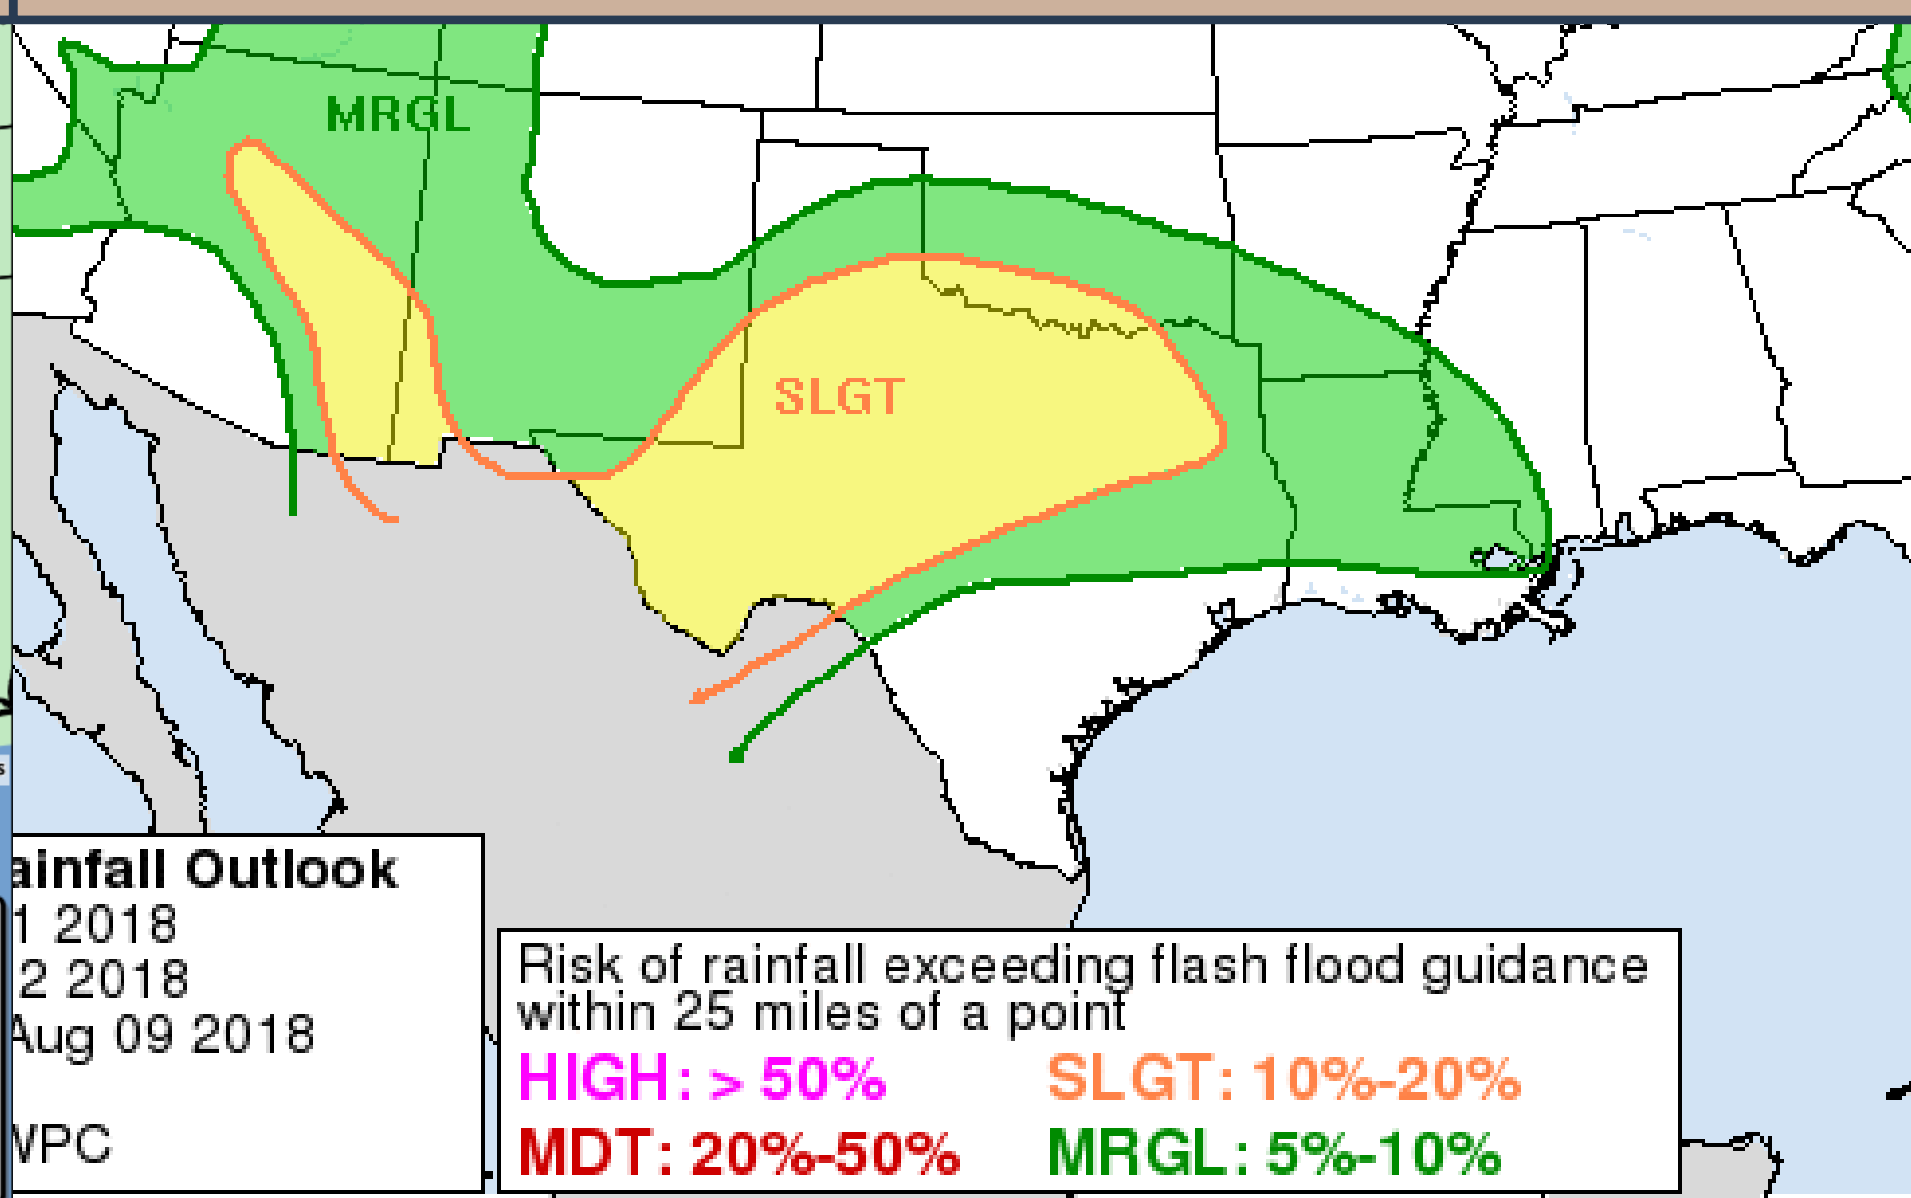 MRGL
SLGT
ainfall Outlook
1 2018
2 2018
Aug 09 2018
WPC
Risk of rainfall exceeding flash flood guidance
within 25 miles of a point
HIGH: > 50%
SLGT: 10%-20%
MDT: 20%-50%
MRGL: 5%-10%